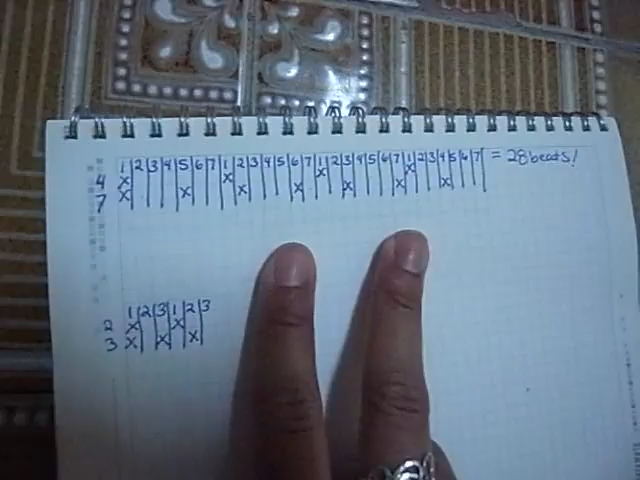 1 2 3 4 5 6 7 1 2 3 4 5 6 7 1 2 3 4 5 6 7 1 2 3 4 5 6 7 = 28 beats!
4 X X X X
7 X X X X X X X
1 2 3 1 2 3
2 X X
3 X X X